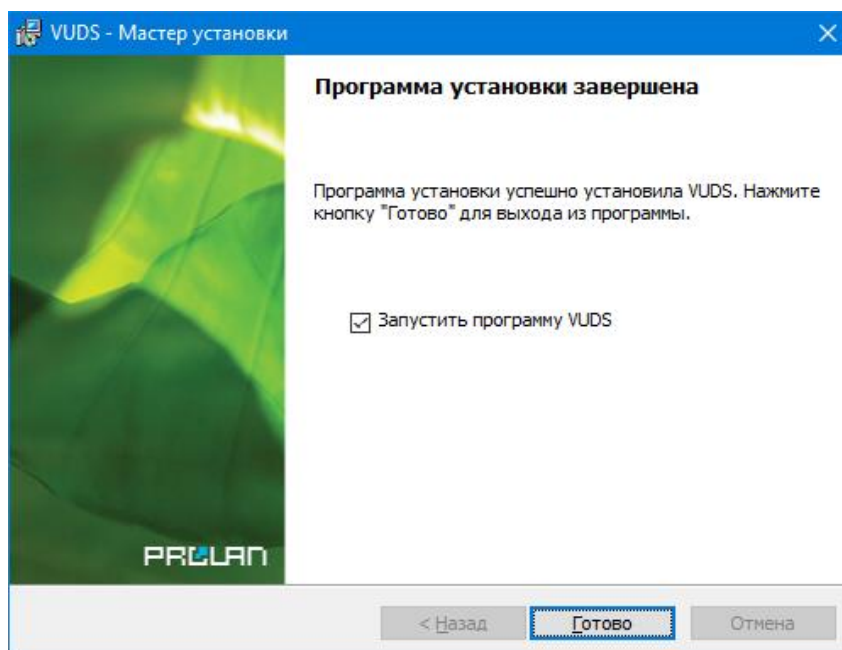 VUDS - Мастер установки
Программа установки завершена
Программа установки успешно установила VUDS. Нажмите
кнопку "Готово" для выхода из программы.
Запустить программу VUDS
PROLAN
< Назад
Готово
Отмена